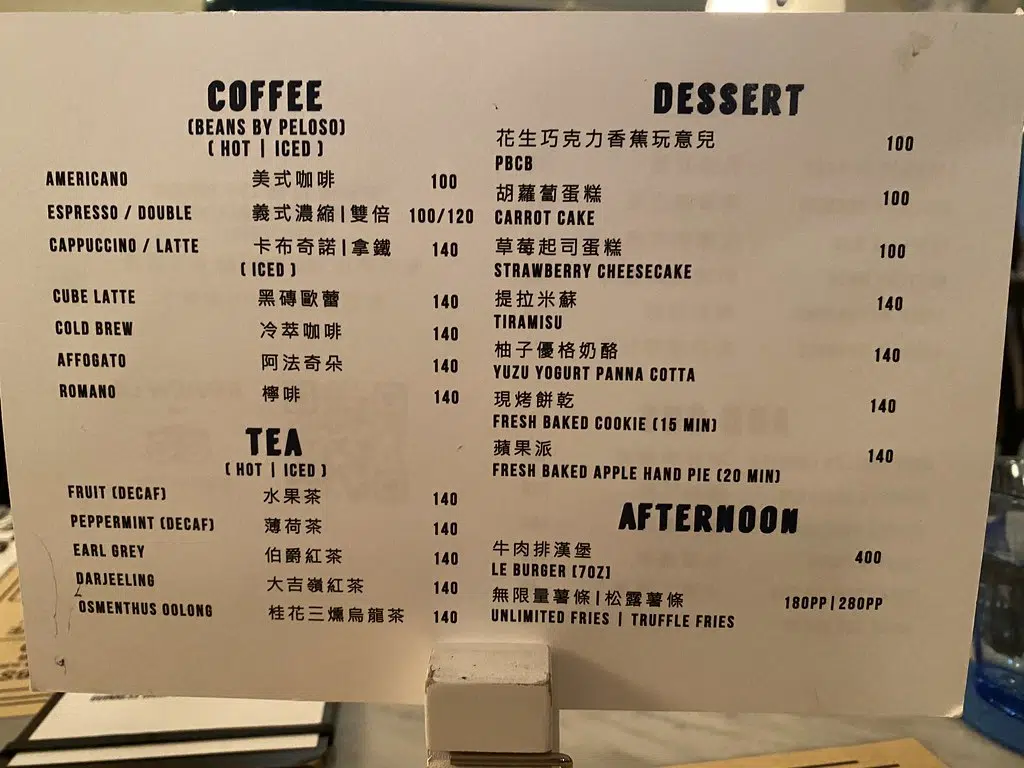 COFFEE
(BEANS BY PELOSO)
( HOT | ICED )
AMERICANO 美式咖啡 100
ESPRESSO / DOUBLE 義式濃縮|雙倍 100/120
CAPPUCCINO / LATTE 卡布奇諾|拿鐵 140
( ICED )
CUBE LATTE 黑磚歐蕾 140
COLD BREW 冷萃咖啡 140
AFFOGATO 阿法奇朵 140
ROMANO 檸啡 140
TEA
( HOT | ICED )
FRUIT (DECAF) 水果茶 140
PEPPERMINT (DECAF) 薄荷茶 140
EARL GREY 伯爵紅茶 140
DARJEELING 大吉嶺紅茶 140
OSMENTHUS OOLONG 桂花三燻烏龍茶 140
DESSERT
花生巧克力香蕉玩意兒 100
PBCB
胡蘿蔔蛋糕 100
CARROT CAKE
草莓起司蛋糕 100
STRAWBERRY CHEESECAKE
提拉米蘇 140
TIRAMISU
柚子優格奶酪 140
YUZU YOGURT PANNA COTTA
現烤餅乾 140
FRESH BAKED COOKIE (15 MIN)
蘋果派 140
FRESH BAKED APPLE HAND PIE (20 MIN)
AFTERNOON
牛肉排漢堡 400
LE BURGER (7OZ)
無限量薯條|松露薯條 180PP|280PP
UNLIMITED FRIES | TRUFFLE FRIES